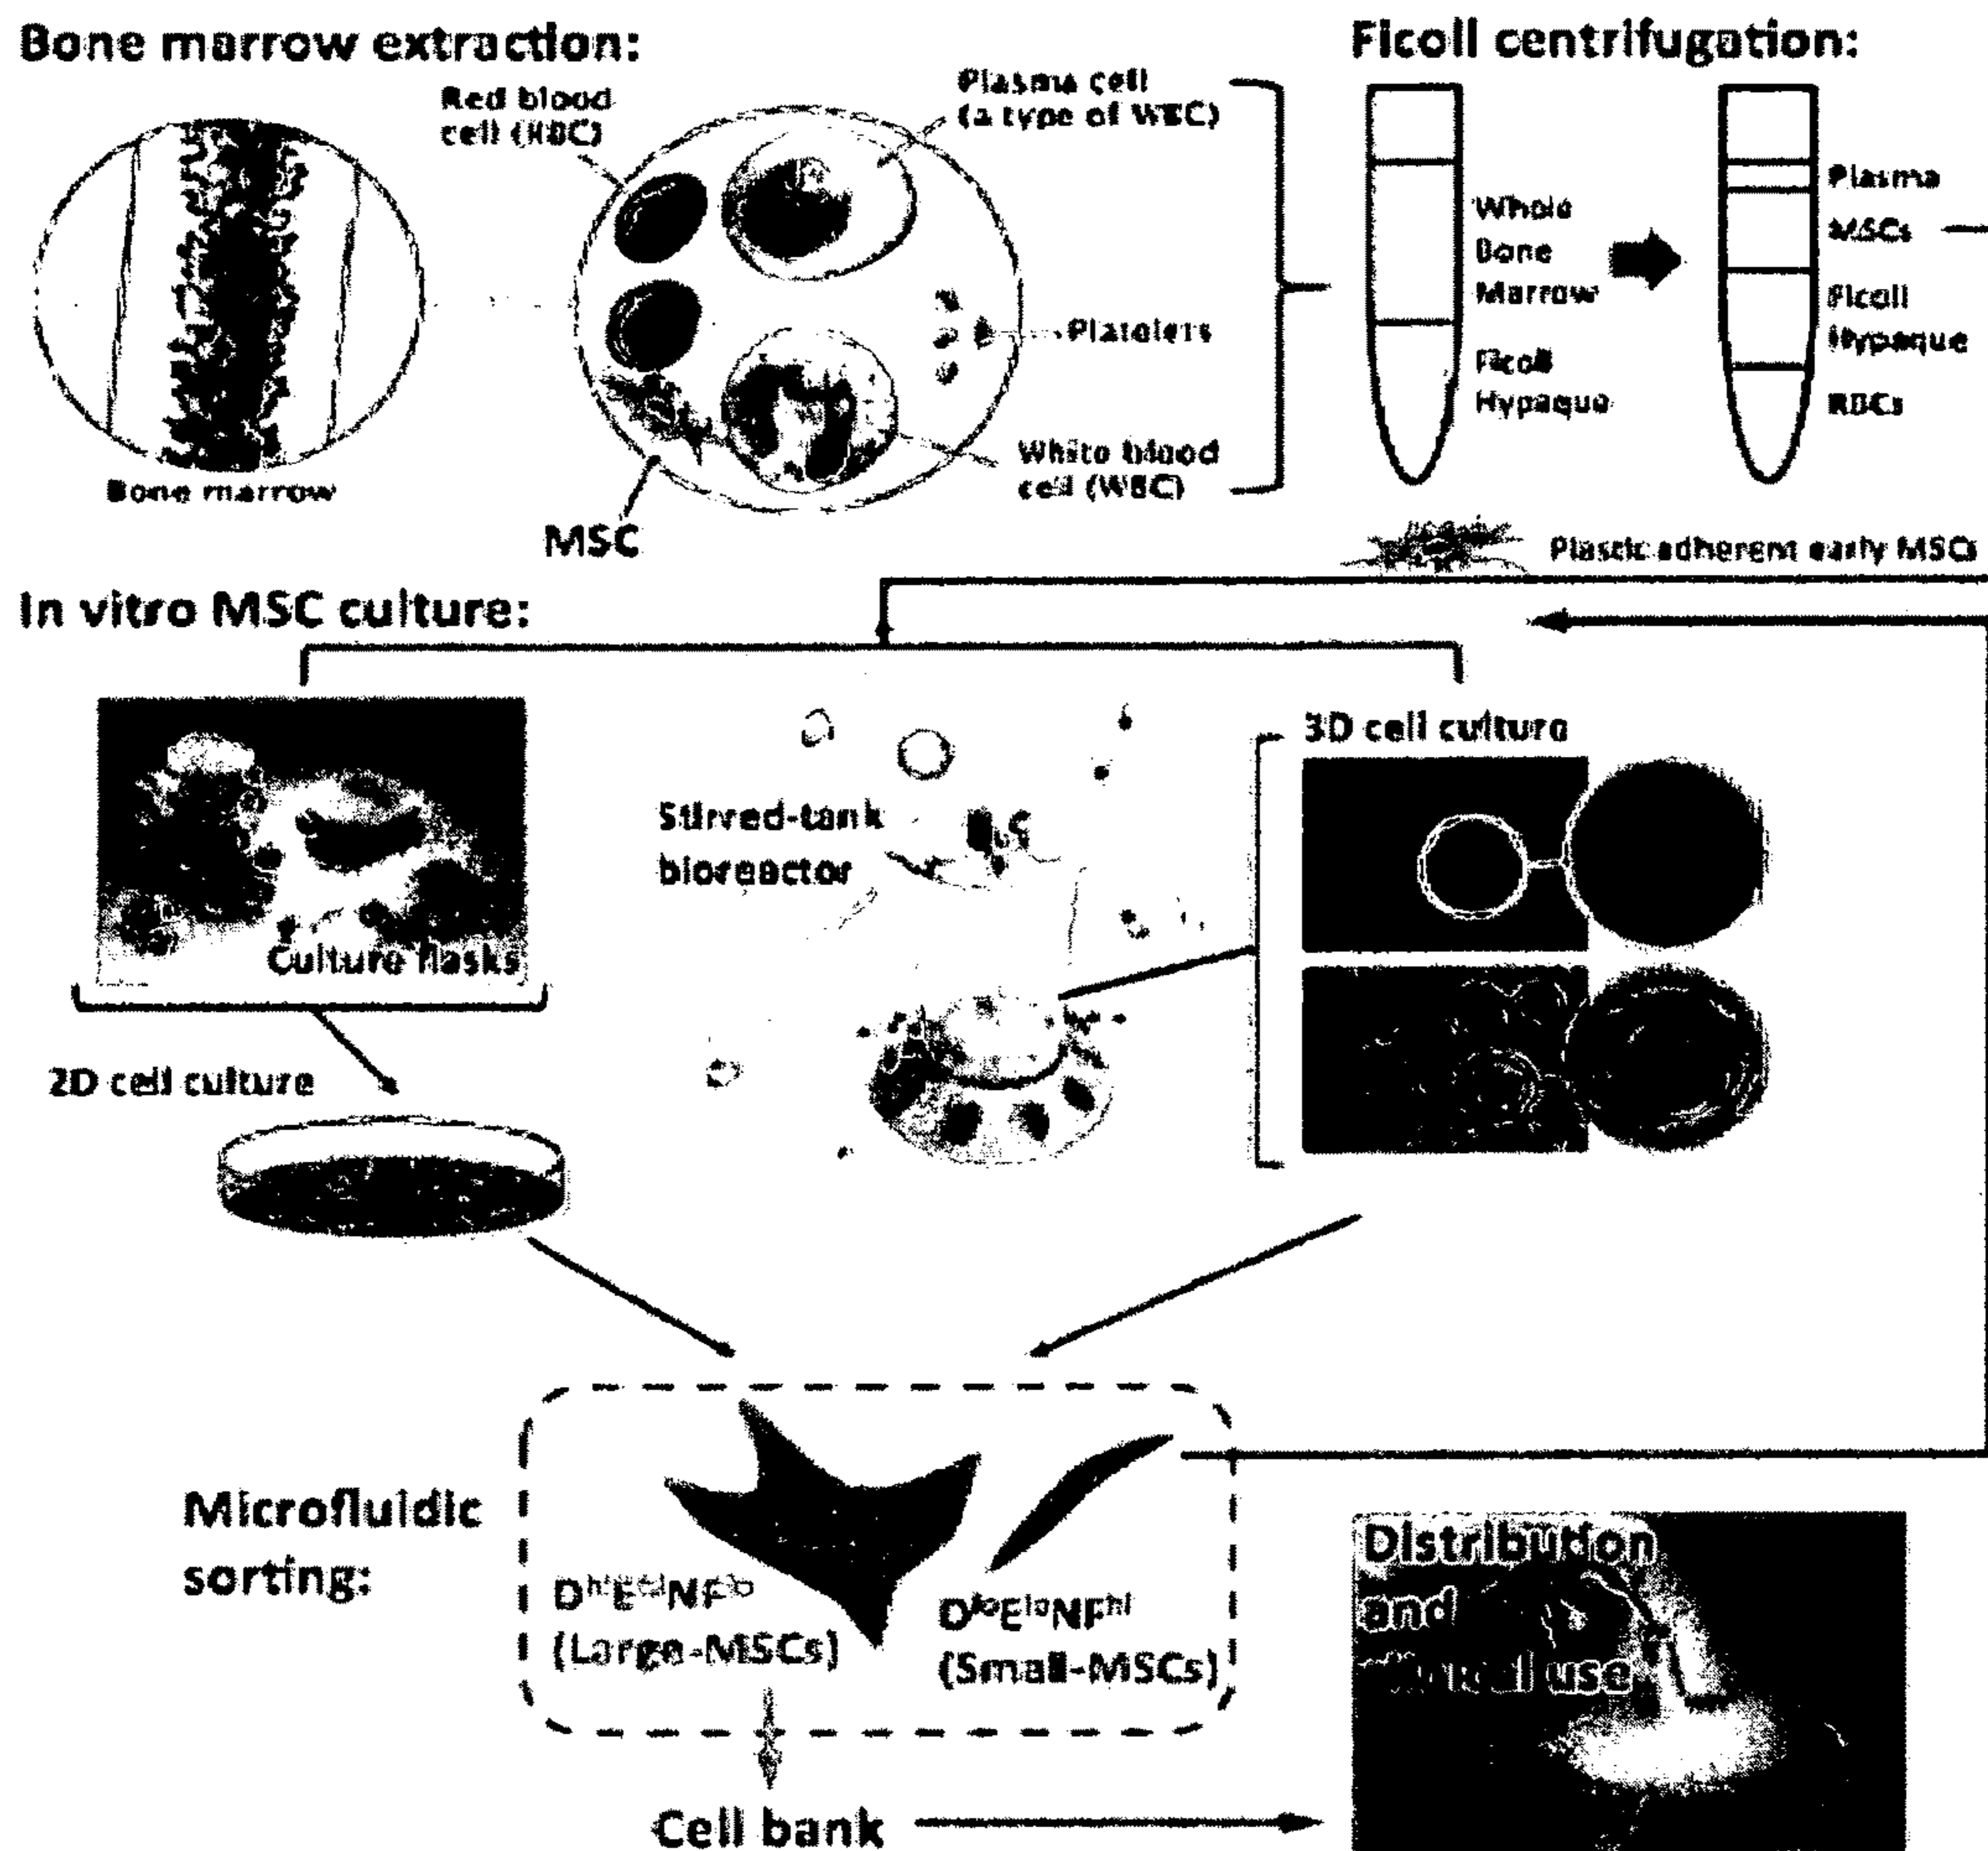 Bone marrow extraction:
Red blood
cell (RBC)
Plasma cell
(a type of WBC)
Platelets
White blood
cell (WBC)
Bone marrow
MSC
Ficoll centrifugation:
Whole
Bone
Marrow
Ficoll
Hypaque
Plasma
MSCs
Ficoll
Hypaque
RBCs
Plastic adherent early MSCs
In vitro MSC culture:
Culture flasks
2D cell culture
Stirred-tank
bioreactor
3D cell culture
Microfluidic
sorting:
(Large-MSCs)
DˡᵒEˡᵒNFʰⁱ
(Small-MSCs)
Cell bank
Distribution
and
use